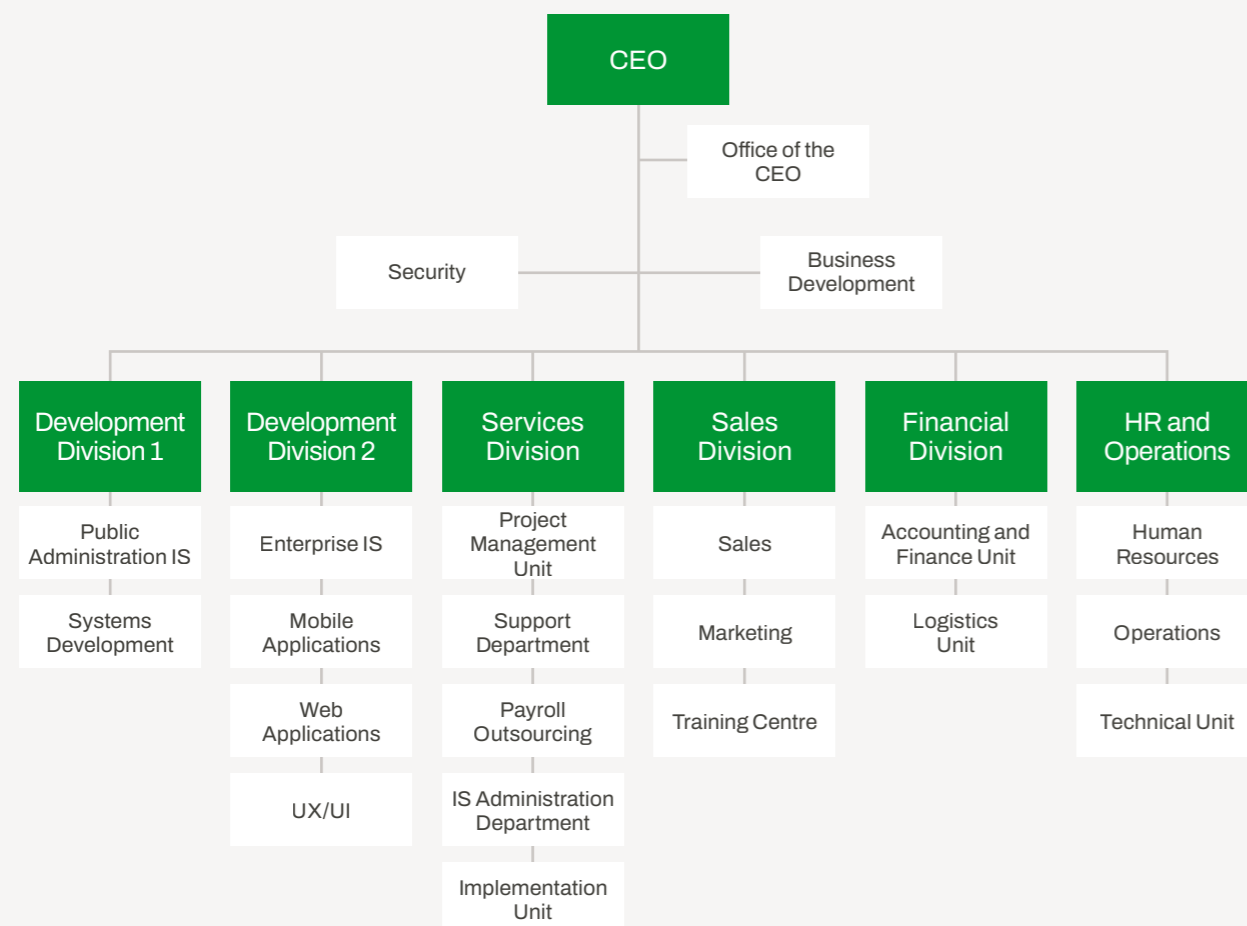 CEO
Office of the
CEO
Security
Business
Development
Development
Division 1
Development
Division 2
Services
Division
Sales
Division
Financial
Division
HR and
Operations
Public
Administration IS
Systems
Development
Enterprise IS
Mobile
Applications
Web
Applications
UX/UI
Project
Management
Unit
Support
Department
Payroll
Outsourcing
IS Administration
Department
Implementation
Unit
Sales
Marketing
Training Centre
Accounting and
Finance Unit
Logistics
Unit
Human
Resources
Operations
Technical Unit